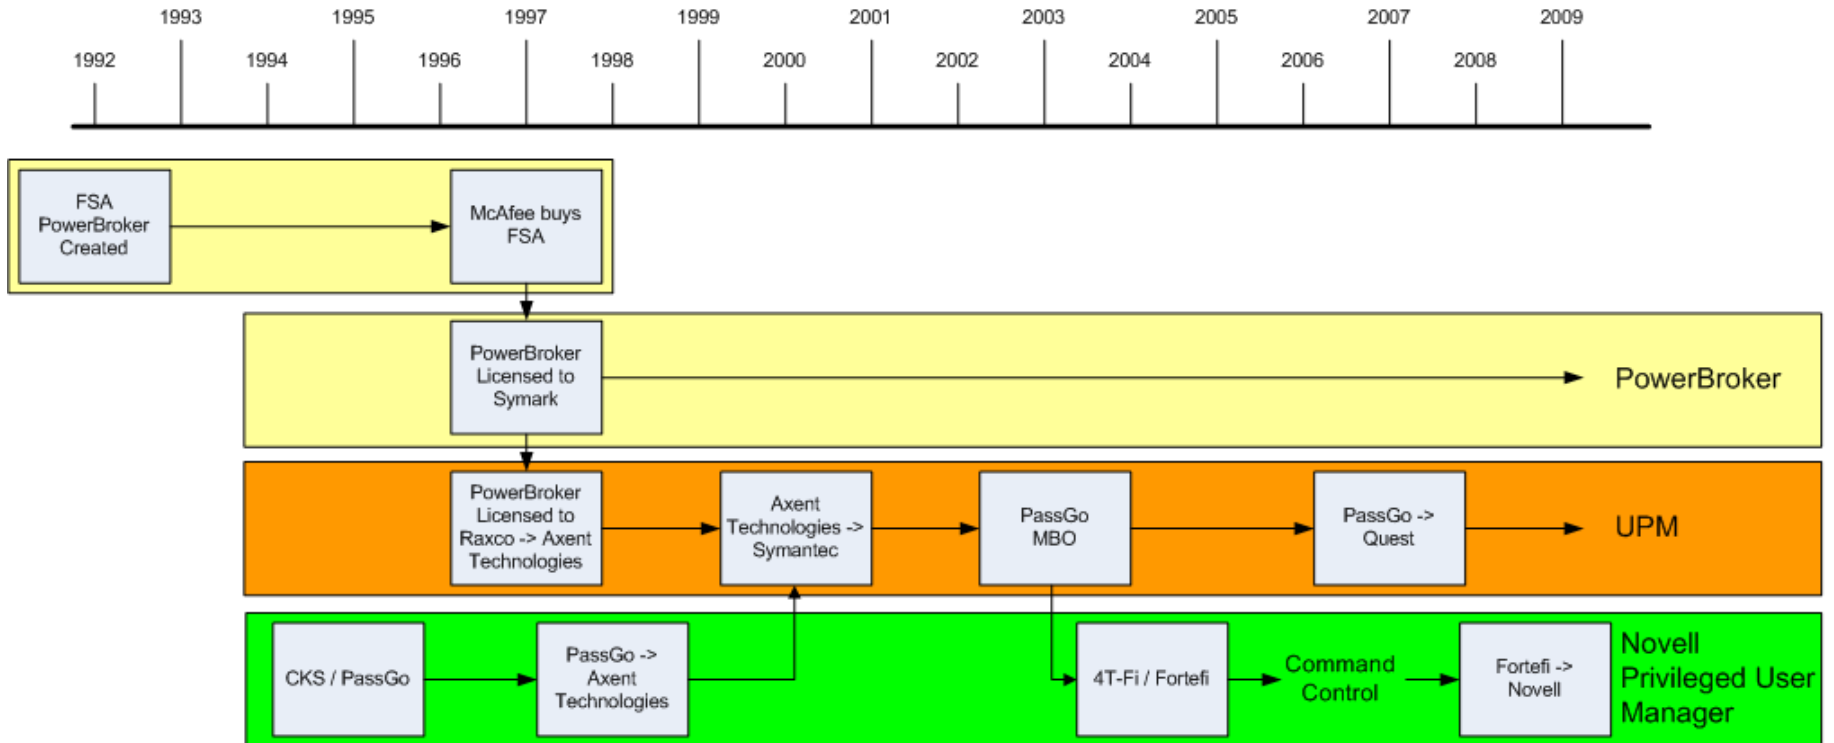 1993 1995 1997 1999 2001 2003 2005 2007 2009
1992 1994 1996 1998 2000 2002 2004 2006 2008
FSA
PowerBroker
Created
McAfee buys
FSA
PowerBroker
Licensed to
Symark
PowerBroker
PowerBroker
Licensed to
Raxco -> Axent
Technologies
Axent
Technologies ->
Symantec
PassGo
MBO
PassGo ->
Quest
UPM
CKS / PassGo
PassGo ->
Axent
Technologies
4T-Fi / Fortefi
Command
Control
Fortefi ->
Novell
Novell
Privileged User
Manager